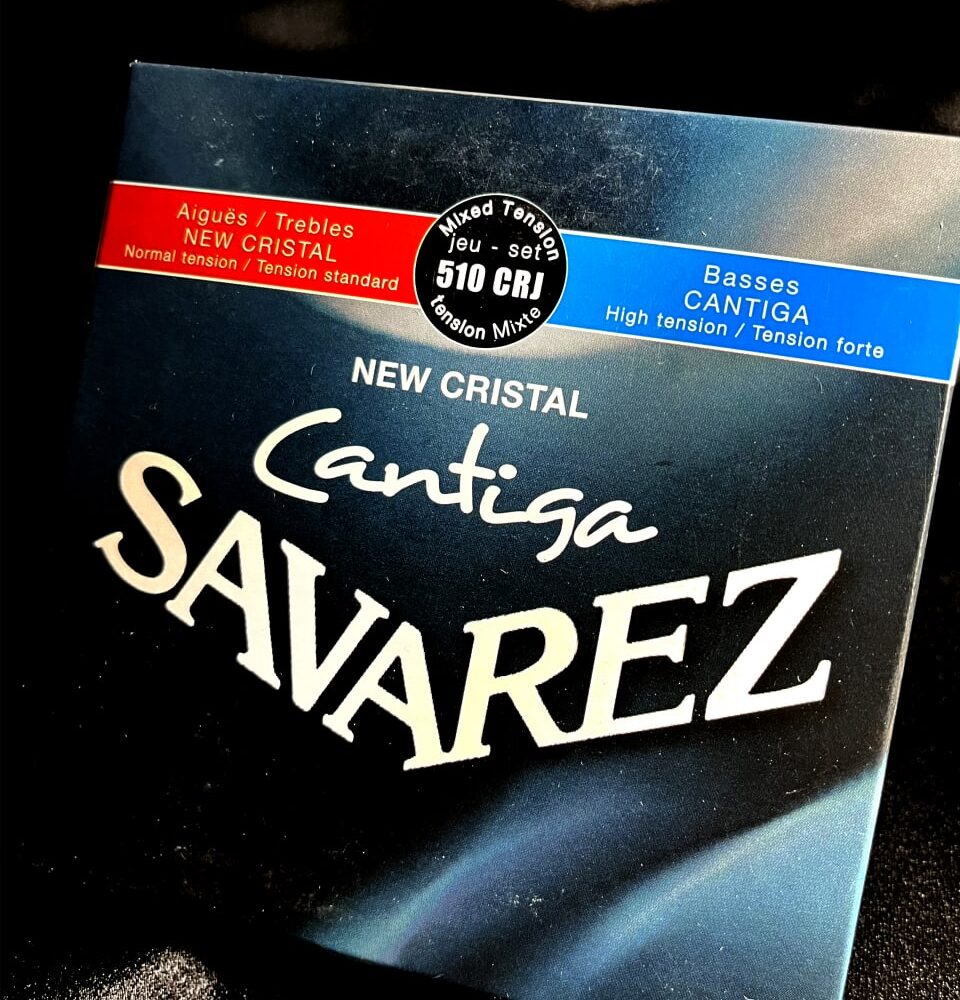 Aiguës / Trebles
NEW CRISTAL
Normal tension / Tension standard
Mixed Tension
jeu - set
510 CRJ
tension Mixte
Basses
CANTIGA
High tension / Tension forte
NEW CRISTAL
Cantiga
SAVAREZ